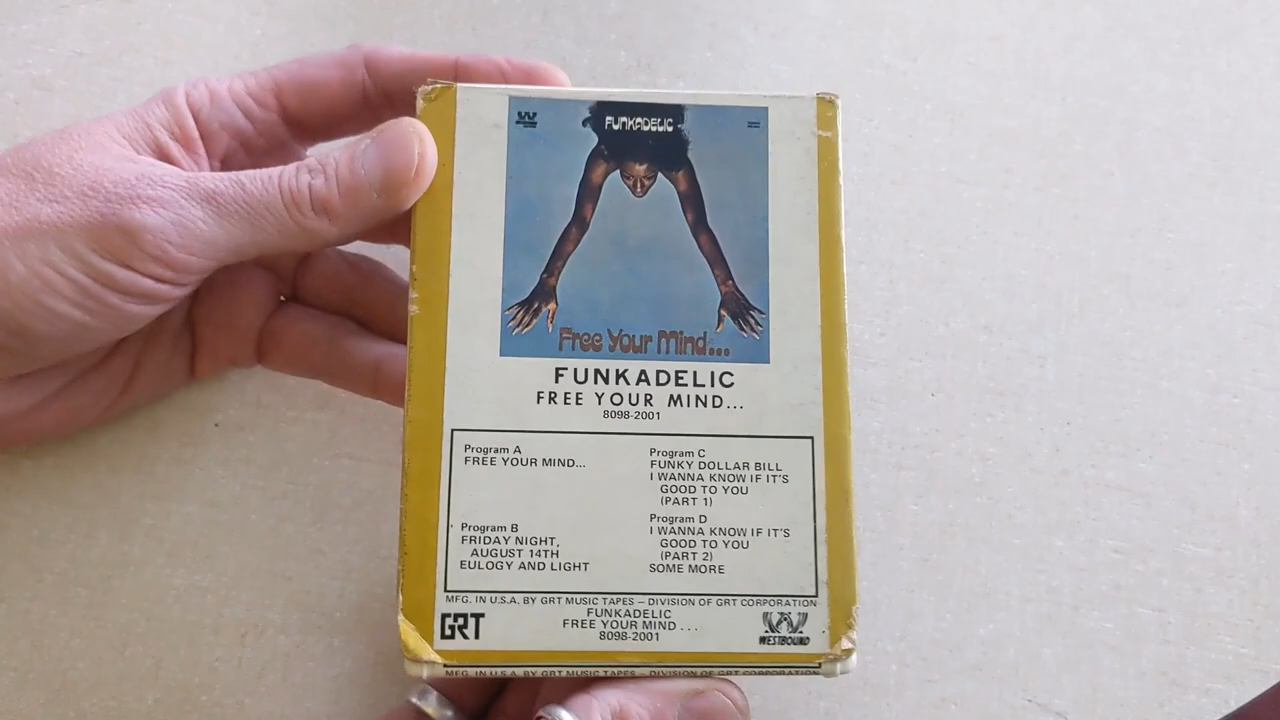 FUNKADELIC
Free Your Mind...
FUNKADELIC
FREE YOUR MIND...
8098-2001
Program A
FREE YOUR MIND...
Program B
FRIDAY NIGHT,
AUGUST 14TH
EULOGY AND LIGHT
Program C
FUNKY DOLLAR BILL
I WANNA KNOW IF IT'S
GOOD TO YOU
(PART 1)
Program D
I WANNA KNOW IF IT'S
GOOD TO YOU
(PART 2)
SOME MORE
MFG. IN U.S.A. BY GRT MUSIC TAPES – DIVISION OF GRT CORPORATION
GRT
FUNKADELIC
FREE YOUR MIND...
8098-2001
WESTBOUND
MFG. IN U.S.A. BY GRT MUSIC TAPES – DIVISION OF GRT CORPORATION